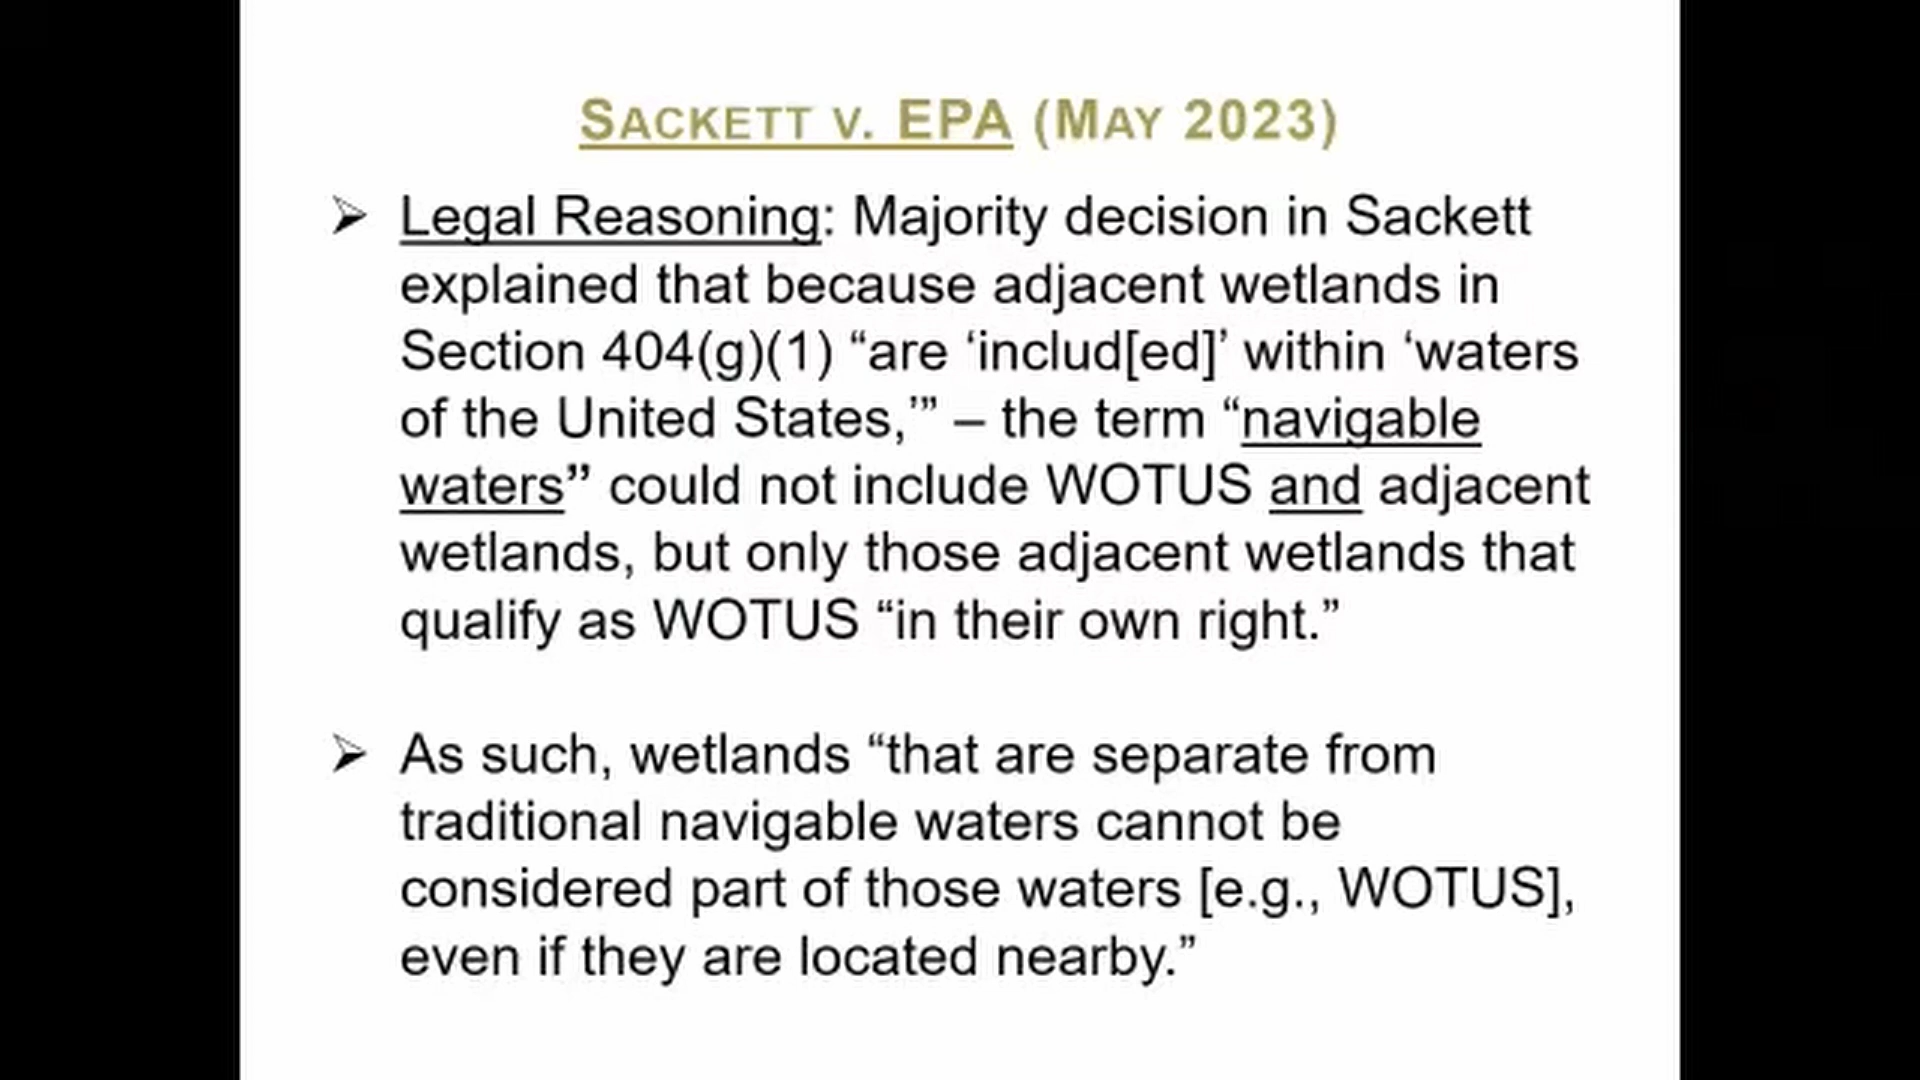 SACKETT V. EPA (MAY 2023)
➢ Legal Reasoning: Majority decision in Sackett
explained that because adjacent wetlands in
Section 404(g)(1) “are ‘includ[ed]’ within ‘waters
of the United States,’” – the term “navigable
waters” could not include WOTUS and adjacent
wetlands, but only those adjacent wetlands that
qualify as WOTUS “in their own right.”
➢ As such, wetlands “that are separate from
traditional navigable waters cannot be
considered part of those waters [e.g., WOTUS],
even if they are located nearby.”